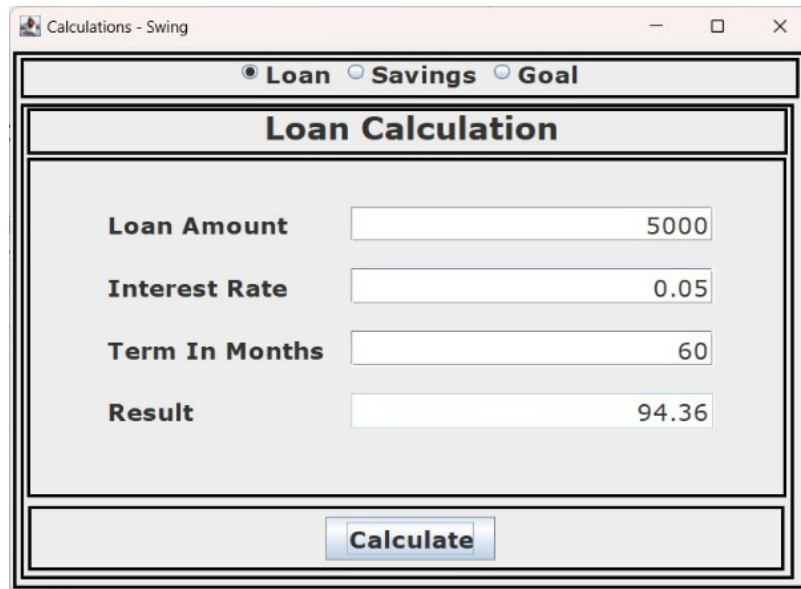 Calculations - Swing
Loan Savings Goal
Loan Calculation
Loan Amount 5000
Interest Rate 0.05
Term In Months 60
Result 94.36
Calculate